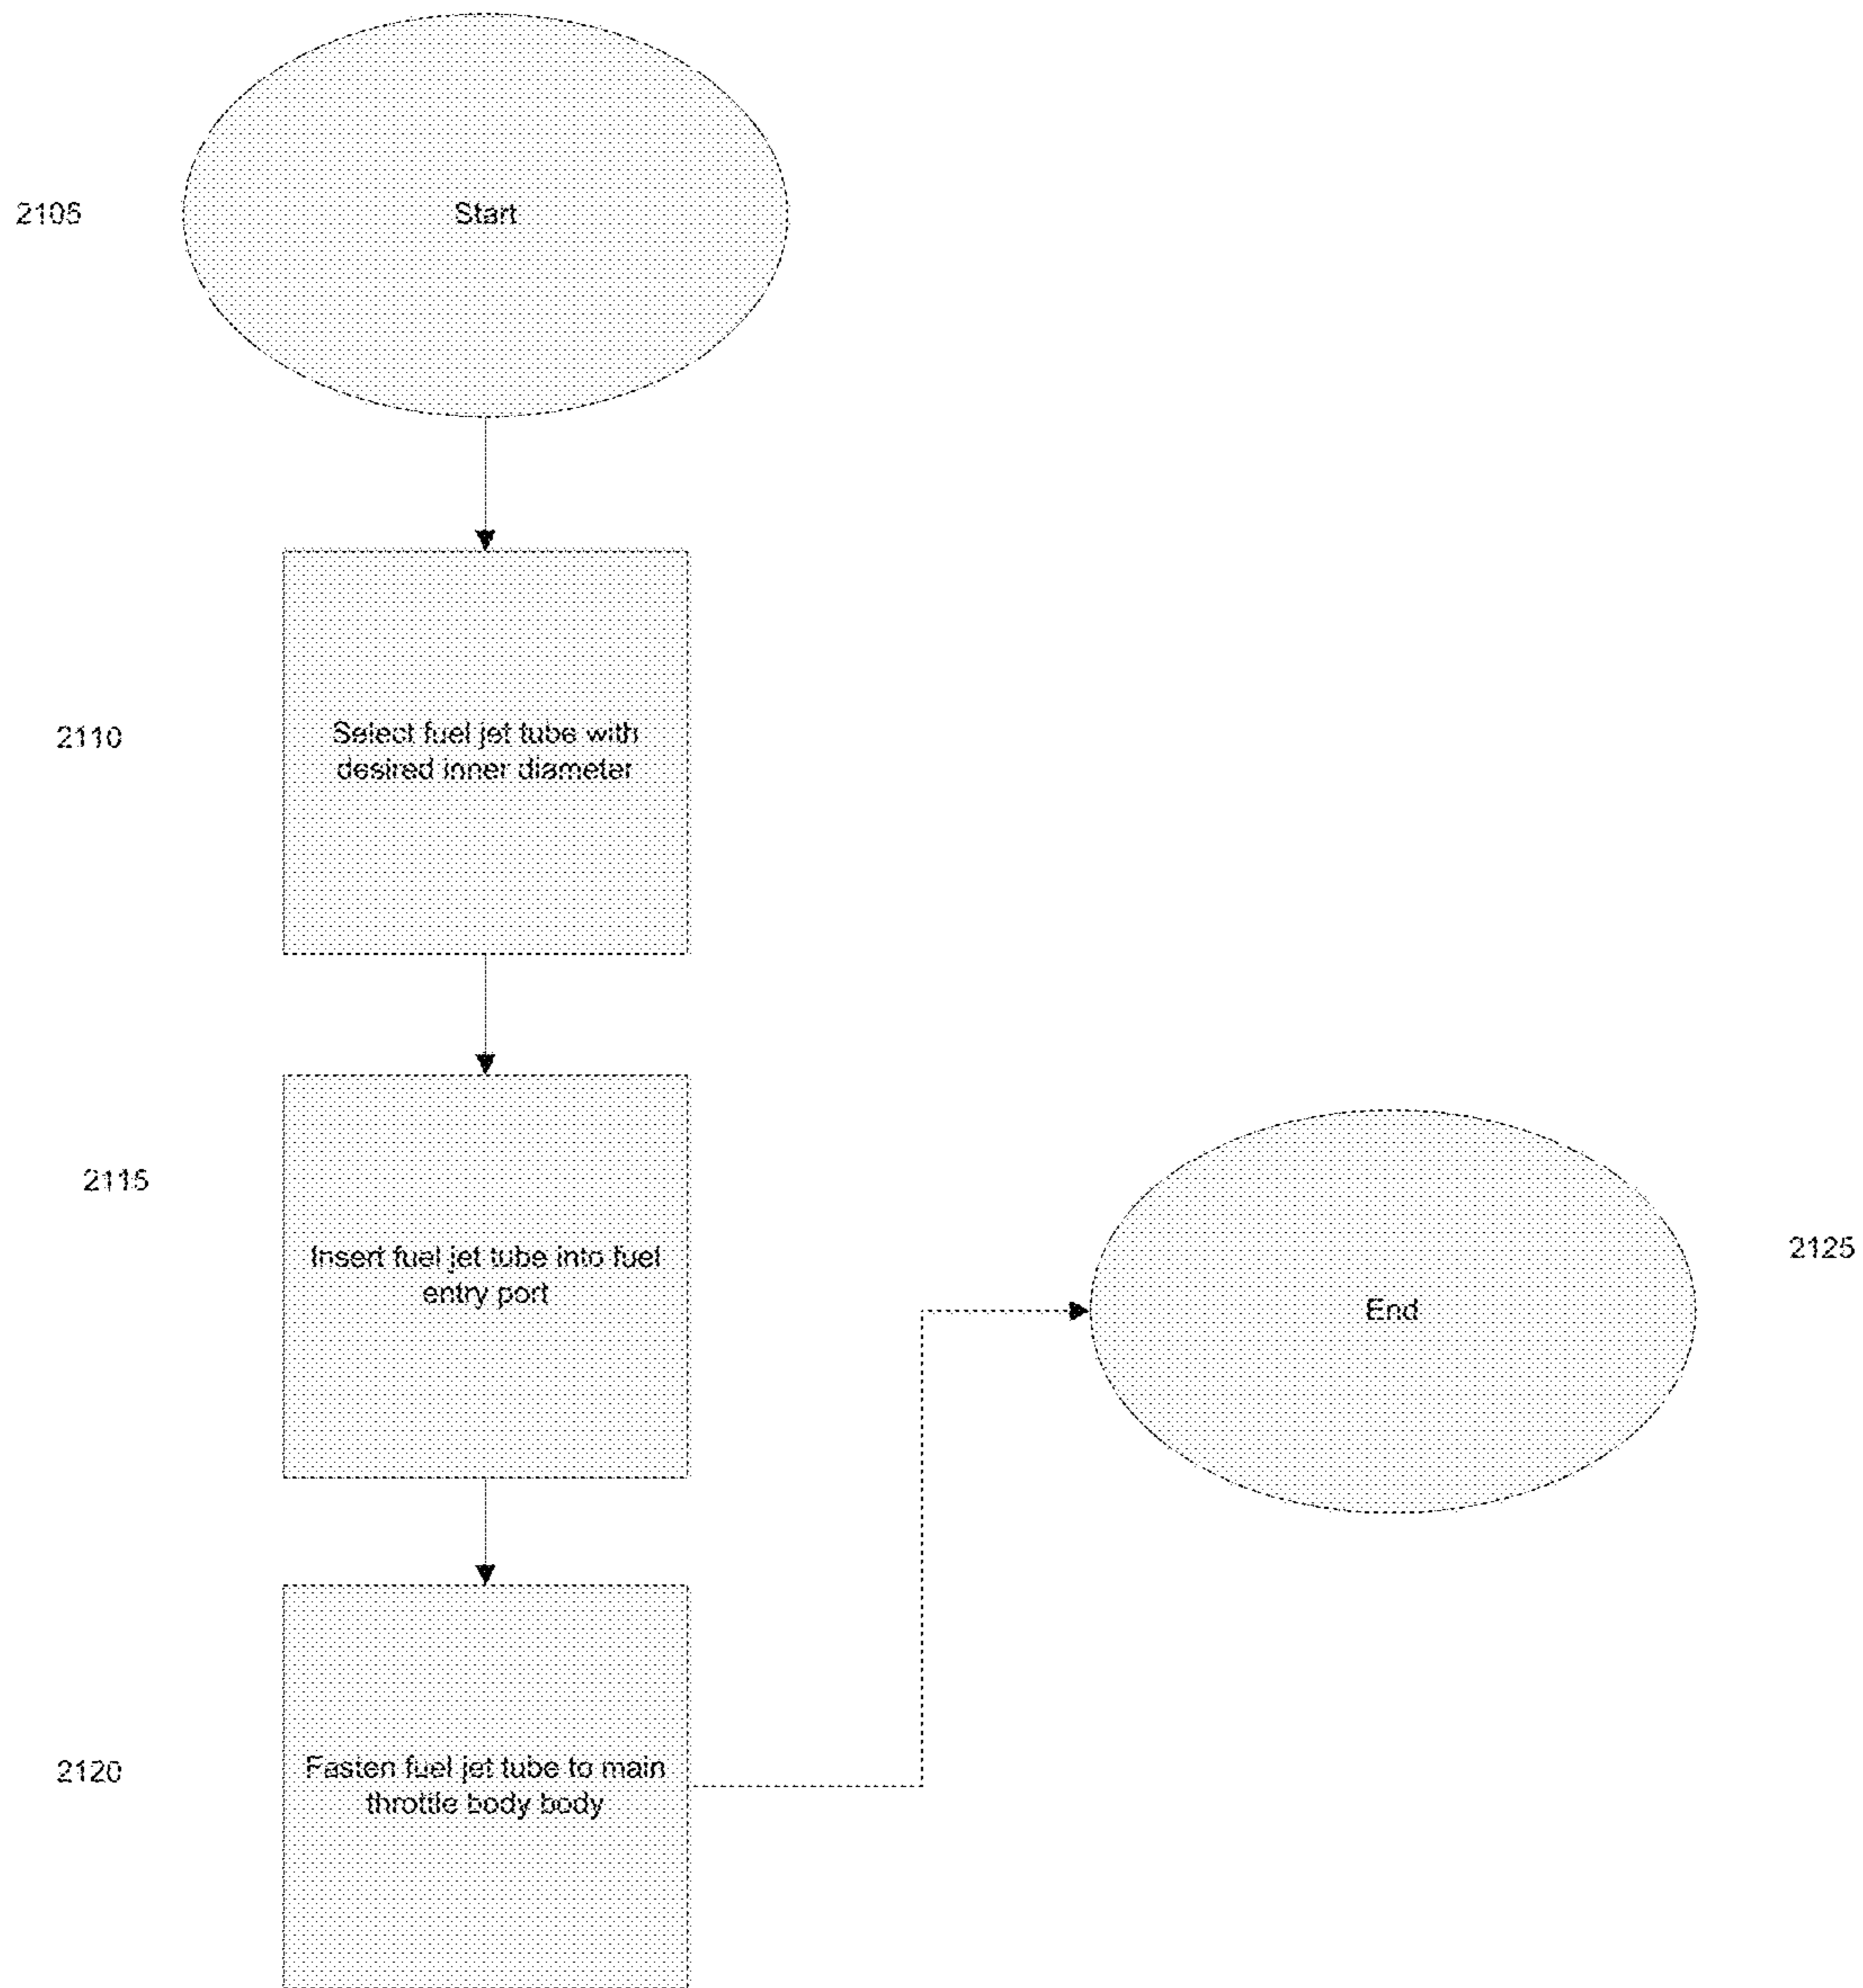 2105
Start
2110
Select fuel jet tube with
desired inner diameter
2115
Insert fuel jet tube into fuel
entry port
2125
End
2120
Fasten fuel jet tube to main
throttle body body